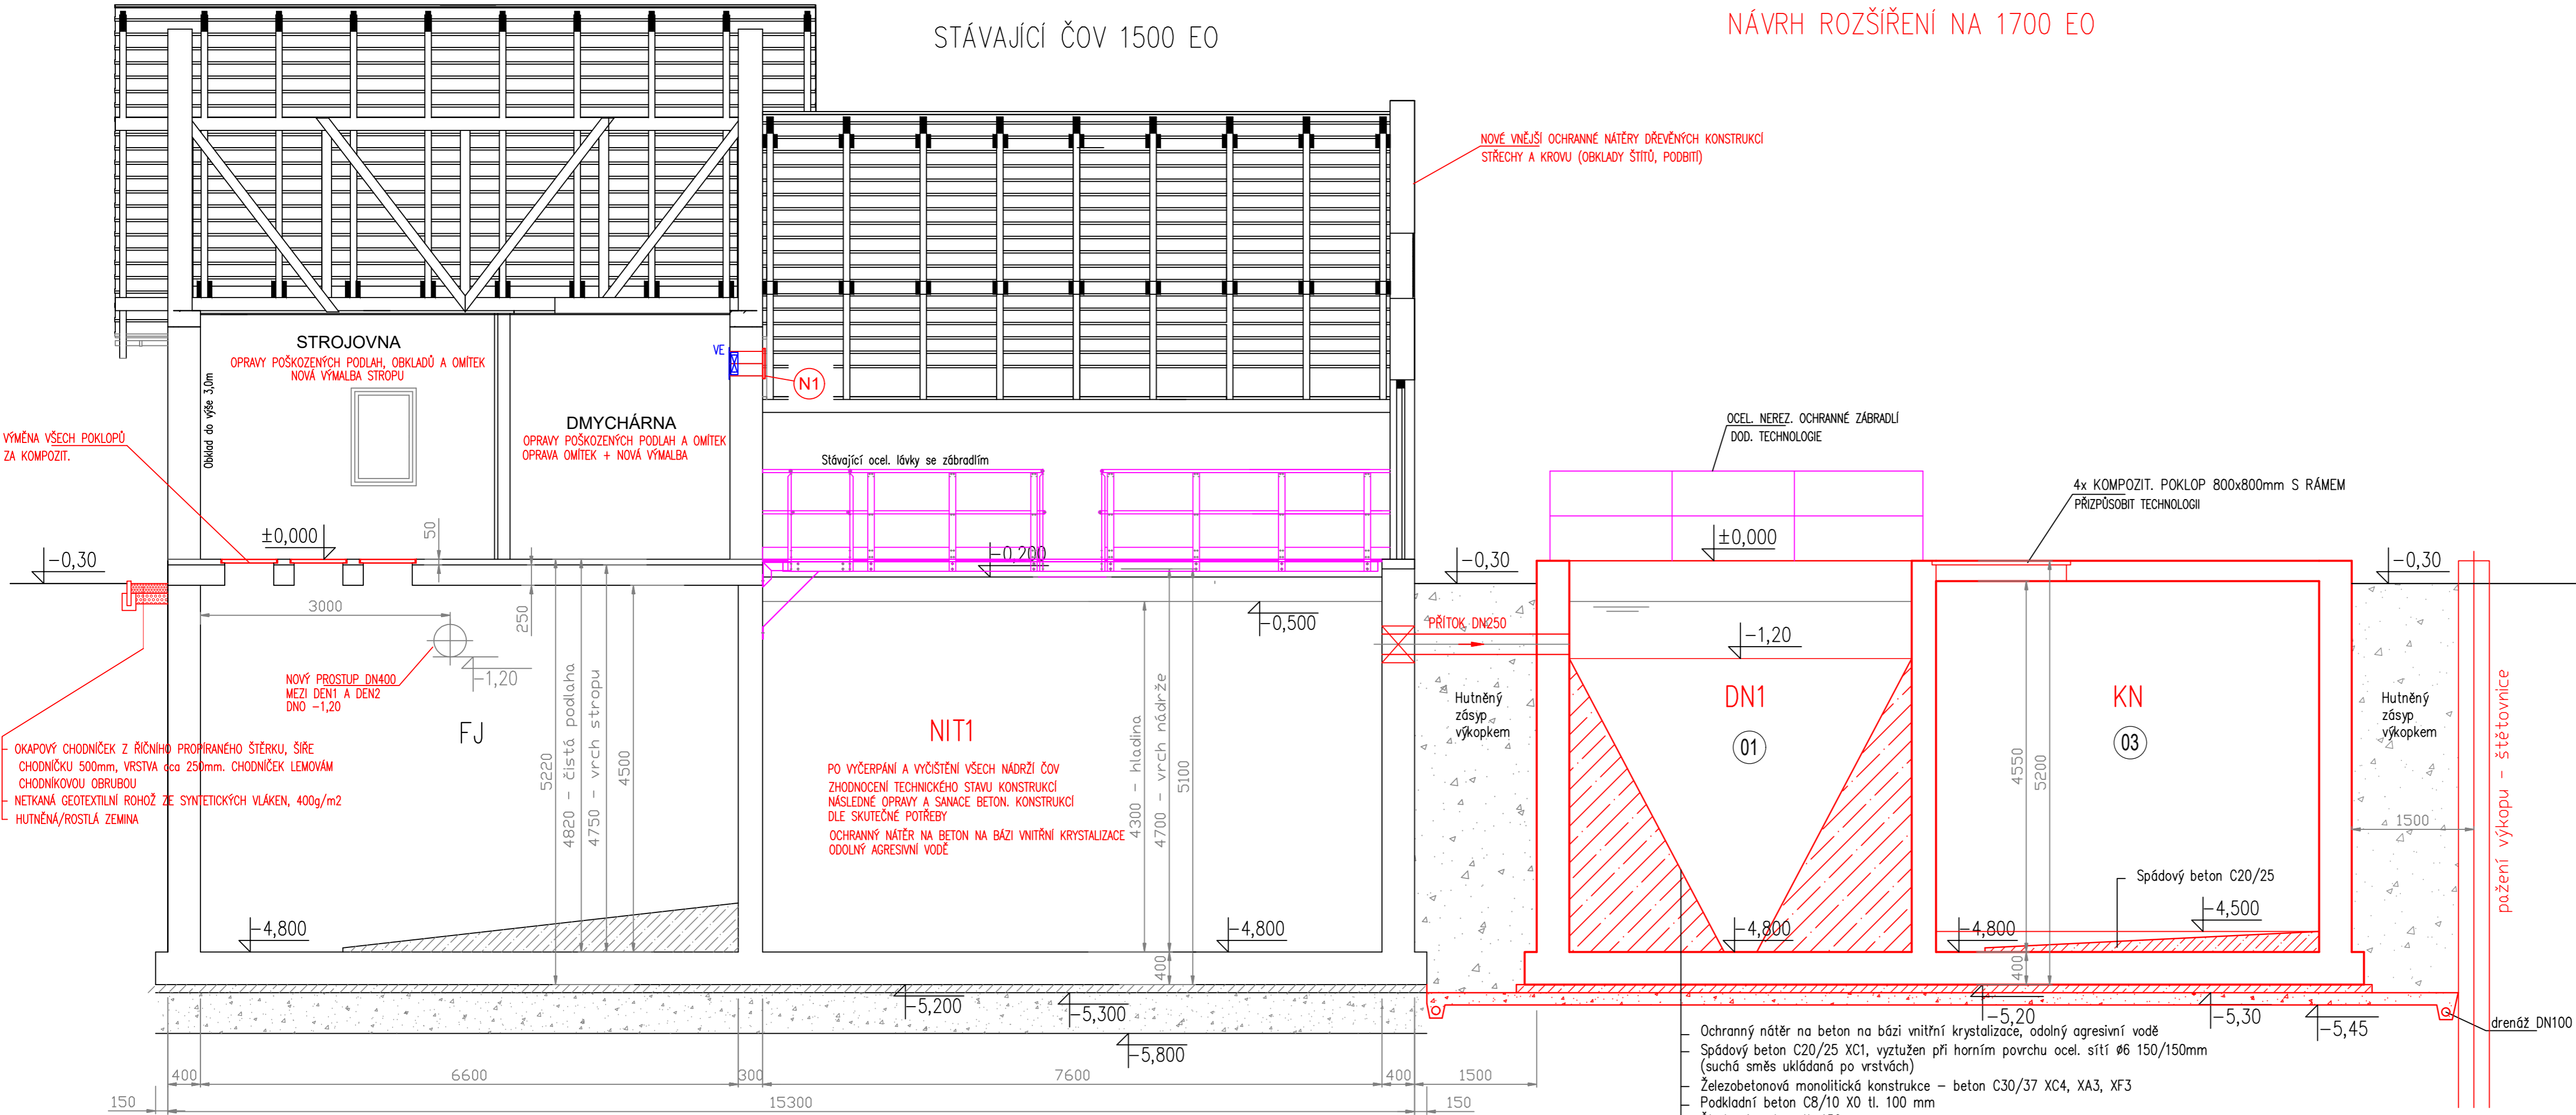 STÁVAJÍCÍ ČOV 1500 EO
NÁVRH ROZŠÍŘENÍ NA 1700 EO
NOVÉ VNĚJŠÍ OCHRANNÉ NÁTĚRY DŘEVĚNÝCH KONSTRUKCÍ
STŘECHY A KROVU (OBKLADY ŠTÍTŮ, PODBITÍ)
STROJOVNA
OPRAVY POŠKOZENÝCH PODLAH, OBKLADŮ A OMÍTEK
NOVÁ VÝMALBA STROPU
Obklad do výše 3,0m
VE
N1
DMYCHÁRNA
OPRAVY POŠKOZENÝCH PODLAH A OMÍTEK
OPRAVA OMÍTEK + NOVÁ VÝMALBA
VÝMĚNA VŠECH POKLOPŮ
ZA KOMPOZIT.
Stávající ocel. lávky se zábradlím
OCEL. NEREZ. OCHRANNÉ ZÁBRADLÍ
DOD. TECHNOLOGIE
4x KOMPOZIT. POKLOP 800x800mm S RÁMEM
PŘIZPŮSOBIT TECHNOLOGII
±0,000
50
-0,200
±0,000
-0,30
-0,30
-0,30
3000
250
-0,500
PŘÍTOK DN250
-1,20
-1,20
NOVÝ PROSTUP DN400
MEZI DEN1 A DEN2
DNO -1,20
FJ
5220
4820 - čistá podlaha
4750 - vrch stropu
4500
NIT1
PO VYČERPÁNÍ A VYČIŠTĚNÍ VŠECH NÁDRŽÍ ČOV
ZHODNOCENÍ TECHNICKÉHO STAVU KONSTRUKCÍ
NÁSLEDNÉ OPRAVY A SANACE BETON. KONSTRUKCÍ
DLE SKUTEČNÉ POTŘEBY
OCHRANNÝ NÁTĚR NA BETON NA BÁZI VNITŘNÍ KRYSTALIZACE
ODOLNÝ AGRESIVNÍ VODĚ
4300 - hladina
4700 - vrch nádrže
5100
Hutněný
zásyp
výkopkem
DN1
01
KN
03
4550
5200
Hutněný
zásyp
výkopkem
1500
pažení výkopu - štětovnice
OKAPOVÝ CHODNÍČEK Z ŘÍČNÍHO PROPÍRANÉHO ŠTĚRKU, ŠÍŘE
CHODNÍČKU 500mm, VRSTVA cca 250mm. CHODNÍČEK LEMOVÁM
CHODNÍKOVOU OBRUBOU
NETKANÁ GEOTEXTILNÍ ROHOŽ ZE SYNTETICKÝCH VLÁKEN, 400g/m2
HUTNĚNÁ/ROSTLÁ ZEMINA
Spádový beton C20/25
-4,500
-4,800
-4,800
-4,800
-4,800
400
400
-5,200
-5,300
-5,800
-5,20
-5,30
-5,45
drenáž DN100
Ochranný nátěr na beton na bázi vnitřní krystalizace, odolný agresivní vodě
Spádový beton C20/25 XC1, vyztužen při horním povrchu ocel. sítí ø6 150/150mm
(suchá směs ukládaná po vrstvách)
Železobetonová monolitická konstrukce - beton C30/37 XC4, XA3, XF3
Podkladní beton C8/10 X0 tl. 100 mm
400
6600
300
7600
400
1500
150
15300
150